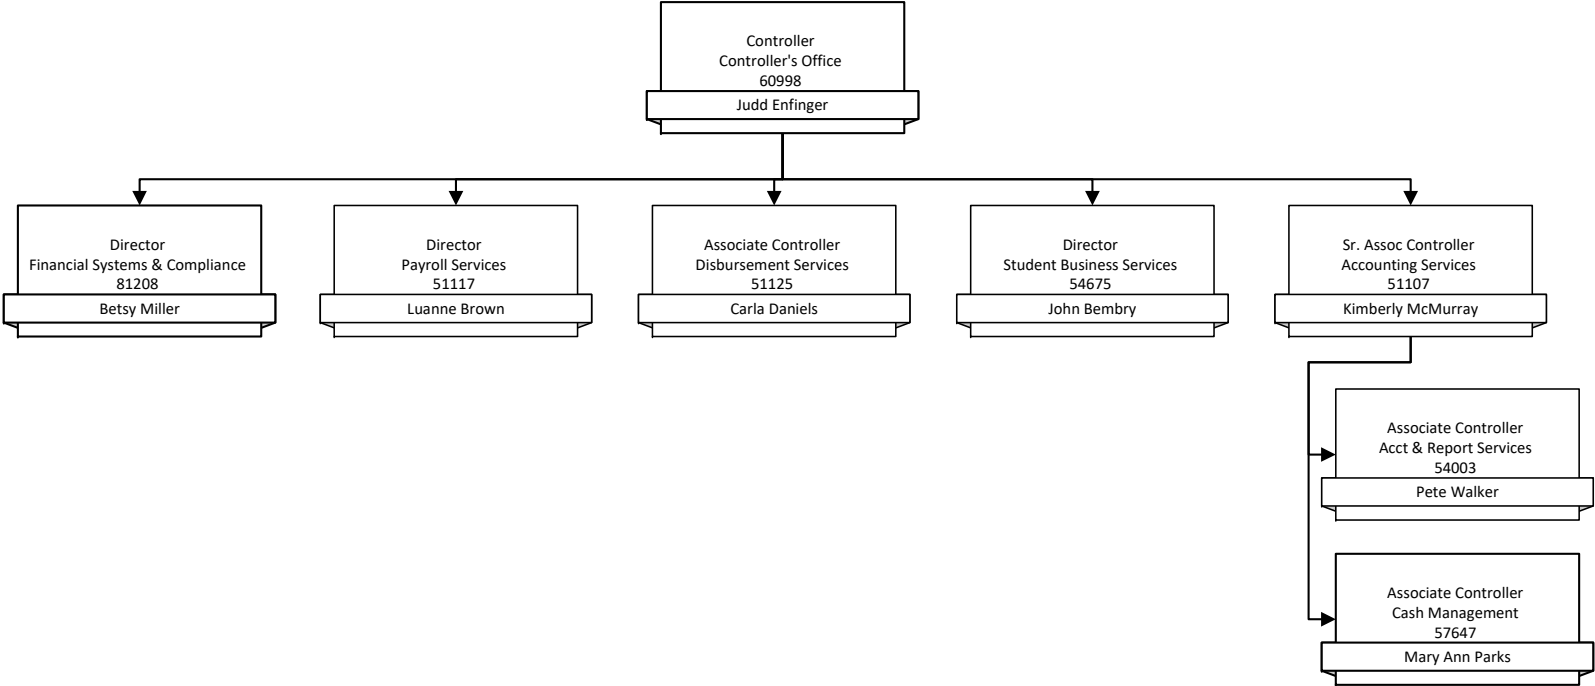 Controller
Controller's Office
60998
Judd Enfinger
Director
Financial Systems & Compliance
81208
Betsy Miller
Director
Payroll Services
51117
Luanne Brown
Associate Controller
Disbursement Services
51125
Carla Daniels
Director
Student Business Services
54675
John Bembry
Sr. Assoc Controller
Accounting Services
51107
Kimberly McMurray
Associate Controller
Acct & Report Services
54003
Pete Walker
Associate Controller
Cash Management
57647
Mary Ann Parks